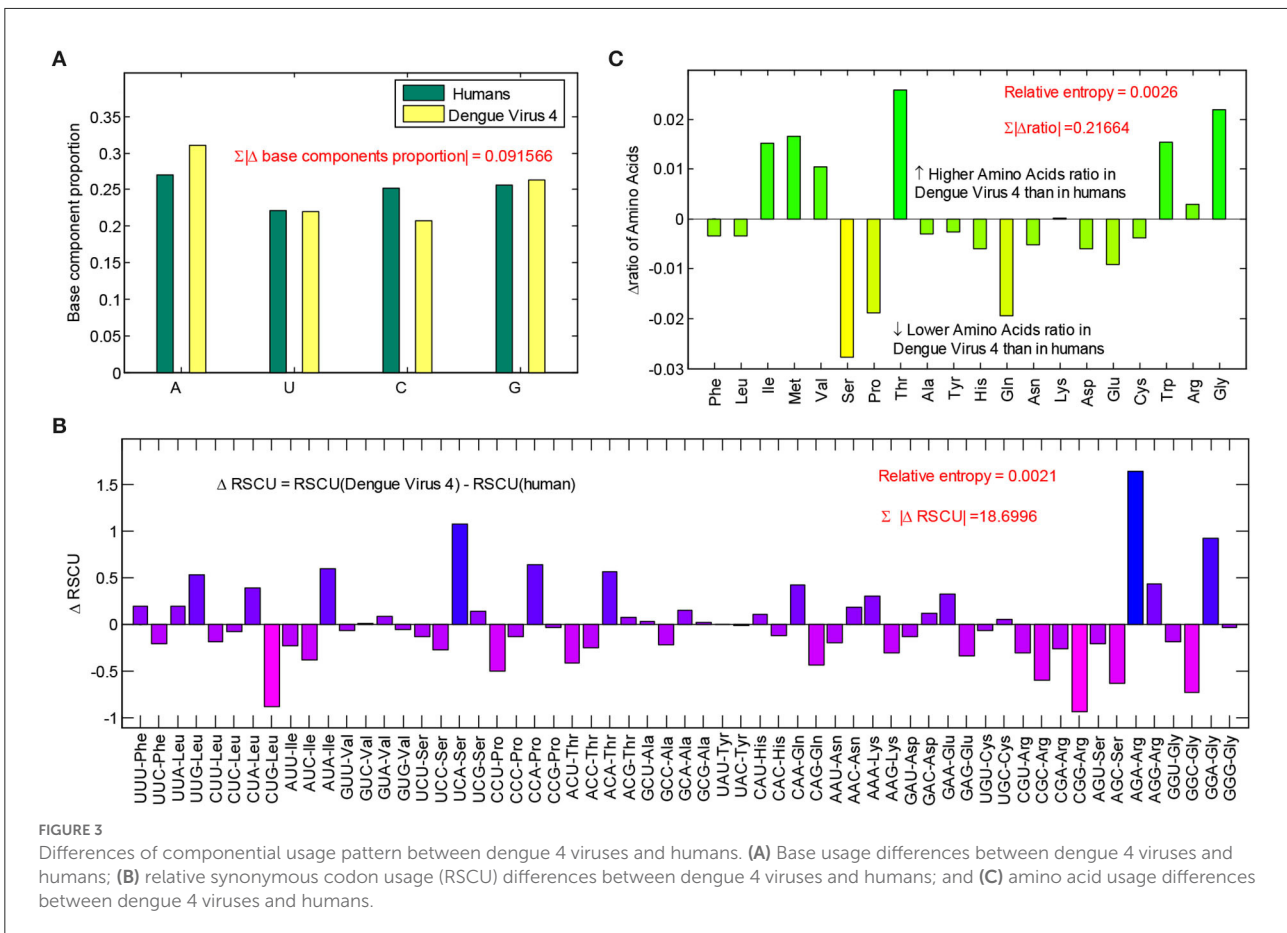 A
Humans
Dengue Virus 4
Σ|Δ base components proportion| = 0.091566
Base component proportion
0.35
0.3
0.25
0.2
0.15
0.1
0.05
0
A
U
C
G
C
Relative entropy = 0.0026
Σ|Δratio| =0.21664
↑ Higher Amino Acids ratio in
Dengue Virus 4 than in humans
↓ Lower Amino Acids ratio in
Dengue Virus 4 than in humans
Δratio of Amino Acids
0.02
0.01
0
-0.01
-0.02
-0.03
Phe
Leu
Ile
Met
Val
Ser
Pro
Thr
Ala
Tyr
His
Gln
Asn
Lys
Asp
Glu
Cys
Trp
Arg
Gly
B
Δ RSCU = RSCU(Dengue Virus 4) - RSCU(human)
Relative entropy = 0.0021
Σ |Δ RSCU| =18.6996
Δ RSCU
1.5
1
0.5
0
-0.5
-1
UUU-Phe
UUC-Phe
UUA-Leu
UUG-Leu
CUU-Leu
CUC-Leu
CUA-Leu
CUG-Leu
AUU-Ile
AUC-Ile
AUA-Ile
GUU-Val
GUC-Val
GUA-Val
GUG-Val
UCU-Ser
UCC-Ser
UCA-Ser
UCG-Ser
CCU-Pro
CCC-Pro
CCA-Pro
CCG-Pro
ACU-Thr
ACC-Thr
ACA-Thr
ACG-Thr
GCU-Ala
GCC-Ala
GCA-Ala
GCG-Ala
UAU-Tyr
UAC-Tyr
CAU-His
CAC-His
CAA-Gln
CAG-Gln
AAU-Asn
AAC-Asn
AAA-Lys
AAG-Lys
GAU-Asp
GAC-Asp
GAA-Glu
GAG-Glu
UGU-Cys
UGC-Cys
CGU-Arg
CGC-Arg
CGA-Arg
CGG-Arg
AGU-Ser
AGC-Ser
AGA-Arg
AGG-Arg
GGU-Gly
GGC-Gly
GGA-Gly
GGG-Gly
FIGURE 3
Differences of componential usage pattern between dengue 4 viruses and humans. (A) Base usage differences between dengue 4 viruses and
humans; (B) relative synonymous codon usage (RSCU) differences between dengue 4 viruses and humans; and (C) amino acid usage differences
between dengue 4 viruses and humans.